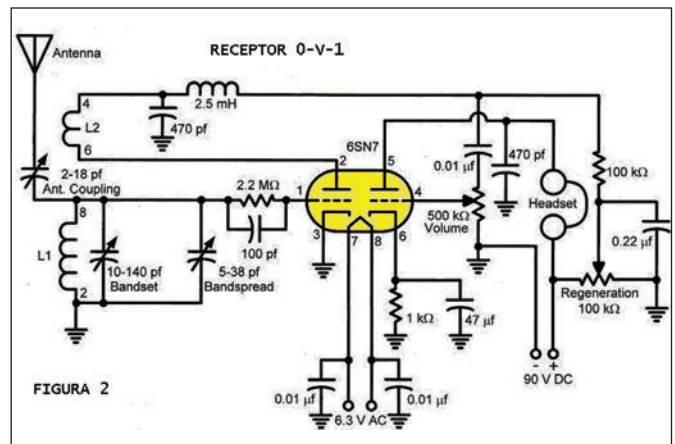 RECEPTOR 0-V-1
Antenna
4
2.5 mH
L2
470 pf
6
6SN7
2
5
0.01 µf
470 pf
100 kΩ
2-18 pf
Ant. Coupling
2.2 MΩ
1
4
Headset
8
500 kΩ
Volume
0.22 µf
100 pf
3
7
8
6
L1
10-140 pf
Bandset
5-38 pf
Bandspread
Regeneration
100 kΩ
2
1 kΩ
47 µf
- +
90 V DC
0.01 µf
0.01 µf
6.3 V AC
FIGURA 2